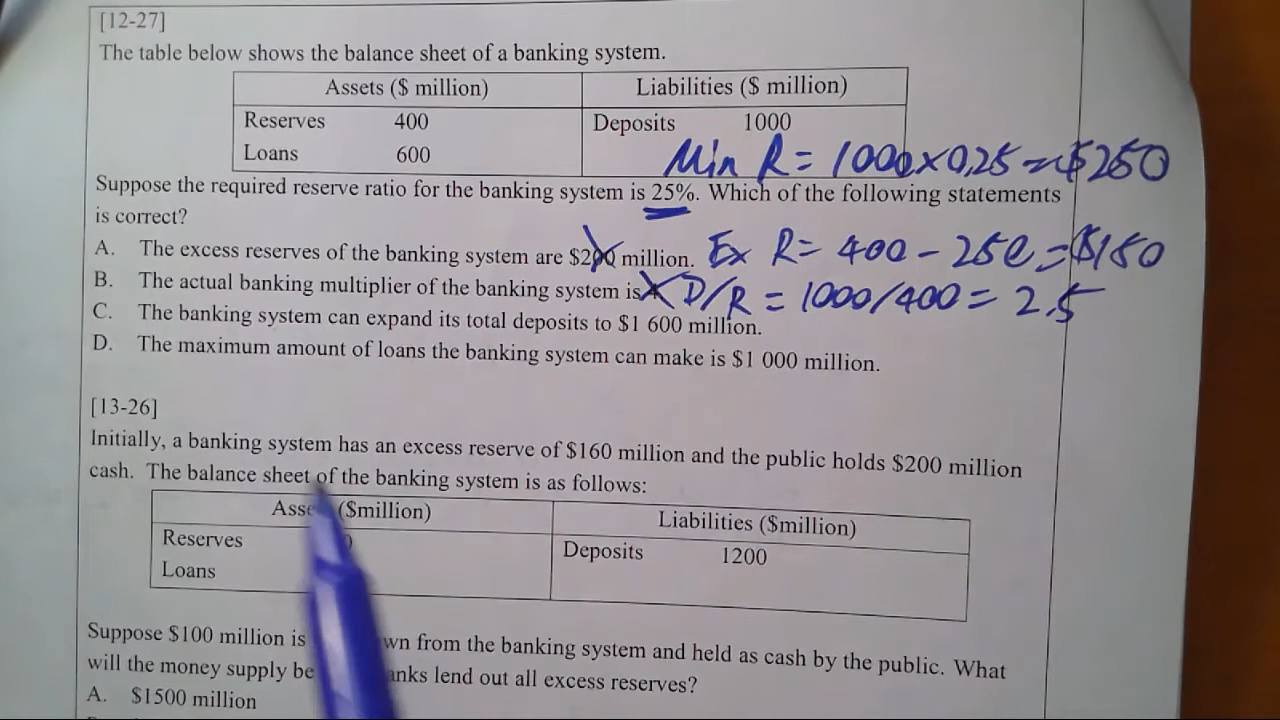 [12-27]
The table below shows the balance sheet of a banking system.
Assets ($ million) Liabilities ($ million)
Reserves 400 Deposits 1000
Loans 600
Min R = 1000x0.25 = $250
Suppose the required reserve ratio for the banking system is 25%. Which of the following statements
is correct?
A. The excess reserves of the banking system are $200 million. Ex R = 400 - 250 = $150
B. The actual banking multiplier of the banking system is D/R = 1000/400 = 2.5
C. The banking system can expand its total deposits to $1 600 million.
D. The maximum amount of loans the banking system can make is $1 000 million.
[13-26]
Initially, a banking system has an excess reserve of $160 million and the public holds $200 million
cash. The balance sheet of the banking system is as follows:
($million) Liabilities ($million)
Reserves Deposits 1200
Loans
Suppose $100 million is from the banking system and held as cash by the public. What
will the money supply be lend out all excess reserves?
A. $1500 million